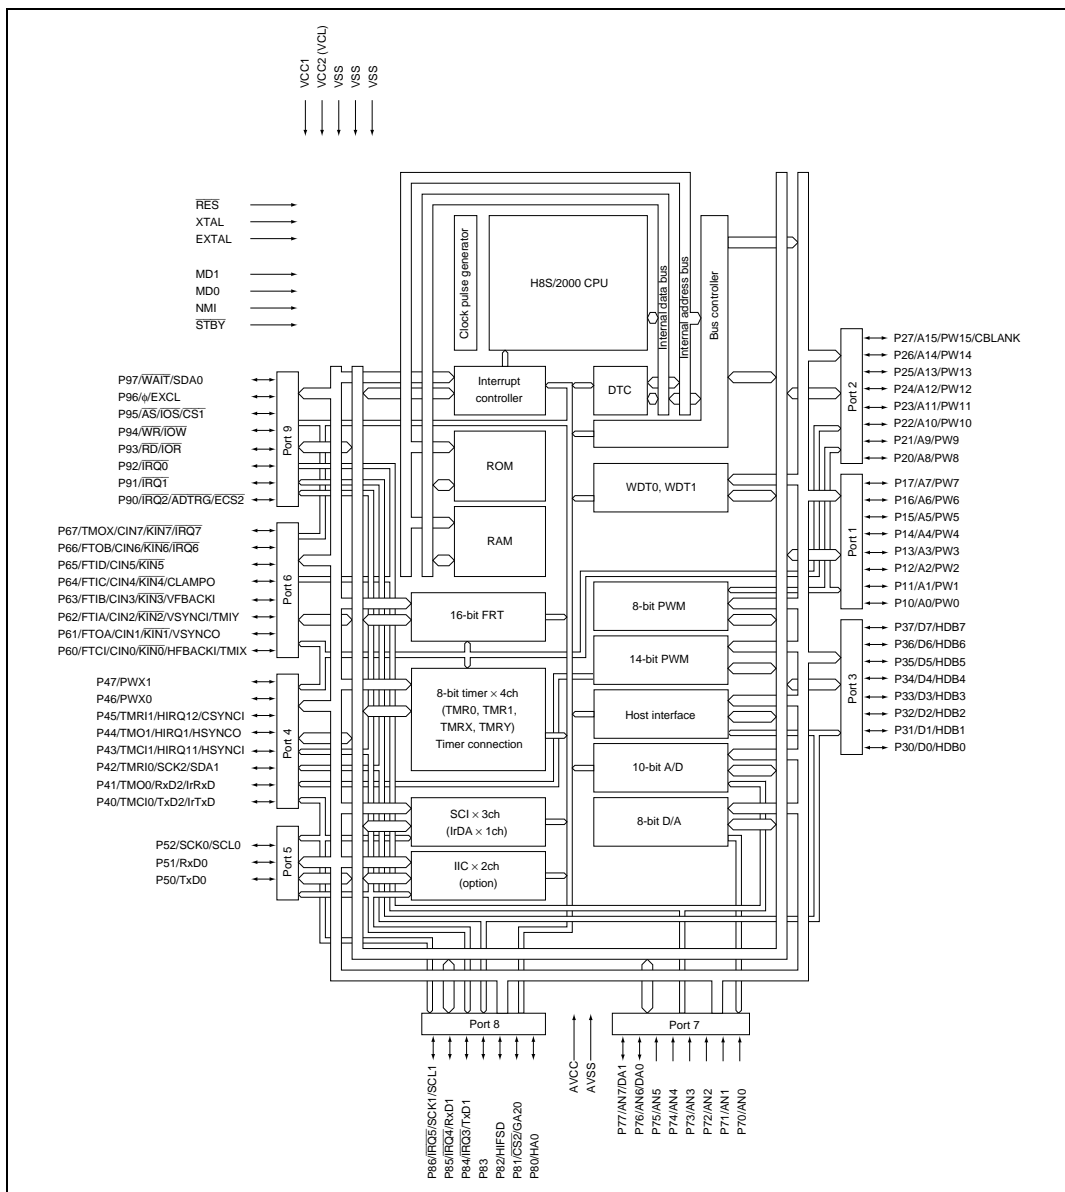 VCC1
VCC2 (VCL)
VSS
VSS
VSS
RES
XTAL
EXTAL
MD1
MD0
NMI
STBY
Clock pulse generator
H8S/2000 CPU
Internal data bus
Internal address bus
Bus controller
Interrupt
controller
DTC
ROM
RAM
WDT0, WDT1
16-bit FRT
8-bit PWM
14-bit PWM
8-bit timer × 4ch
(TMR0, TMR1,
TMRX, TMRY)
Timer connection
Host interface
10-bit A/D
8-bit D/A
SCI × 3ch
(IrDA × 1ch)
IIC × 2ch
(option)
P97/WAIT/SDA0
P96/φ/EXCL
P95/AS/IOS/CS1
P94/WR/IOW
P93/RD/IOR
P92/IRQ0
P91/IRQ1
P90/IRQ2/ADTRG/ECS2
Port 9
P67/TMOX/CIN7/KIN7/IRQ7
P66/FTOB/CIN6/KIN6/IRQ6
P65/FTID/CIN5/KIN5
P64/FTIC/CIN4/KIN4/CLAMPO
P63/FTIB/CIN3/KIN3/VFBACKI
P62/FTIA/CIN2/KIN2/VSYNCI/TMIY
P61/FTOA/CIN1/KIN1/VSYNCO
P60/FTCI/CIN0/KIN0/HFBACKI/TMIX
Port 6
P47/PWX1
P46/PWX0
P45/TMRI1/HIRQ12/CSYNCI
P44/TMO1/HIRQ1/HSYNCO
P43/TMCI1/HIRQ11/HSYNCI
P42/TMRI0/SCK2/SDA1
P41/TMO0/RxD2/IrRxD
P40/TMCI0/TxD2/IrTxD
Port 4
P52/SCK0/SCL0
P51/RxD0
P50/TxD0
Port 5
Port 2
P27/A15/PW15/CBLANK
P26/A14/PW14
P25/A13/PW13
P24/A12/PW12
P23/A11/PW11
P22/A10/PW10
P21/A9/PW9
P20/A8/PW8
Port 1
P17/A7/PW7
P16/A6/PW6
P15/A5/PW5
P14/A4/PW4
P13/A3/PW3
P12/A2/PW2
P11/A1/PW1
P10/A0/PW0
Port 3
P37/D7/HDB7
P36/D6/HDB6
P35/D5/HDB5
P34/D4/HDB4
P33/D3/HDB3
P32/D2/HDB2
P31/D1/HDB1
P30/D0/HDB0
Port 8
P86/IRQ5/SCK1/SCL1
P85/IRQ4/RxD1
P84/IRQ3/TxD1
P83
P82/HIFSD
P81/CS2/GA20
P80/HA0
AVCC
AVSS
Port 7
P77/AN7/DA1
P76/AN6/DA0
P75/AN5
P74/AN4
P73/AN3
P72/AN2
P71/AN1
P70/AN0